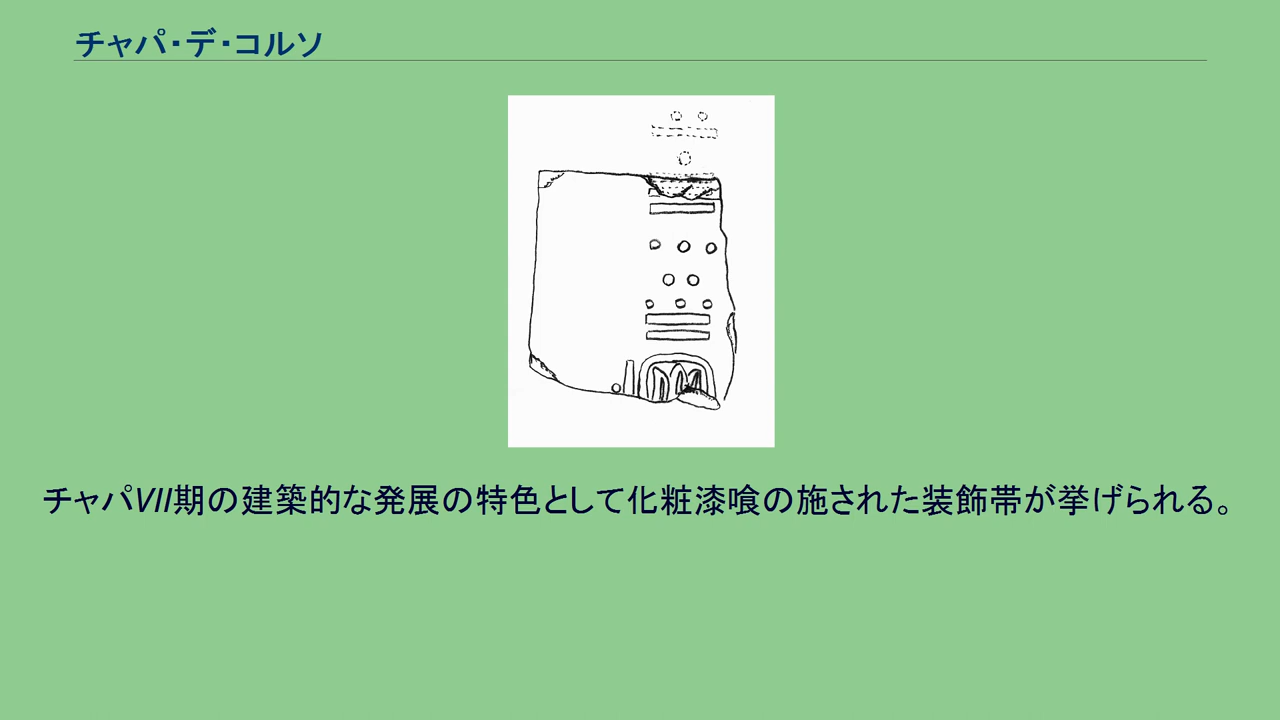 チャパ・デ・コルソ
チャパVII期の建築的な発展の特色として化粧漆喰の施された装飾帯が挙げられる。